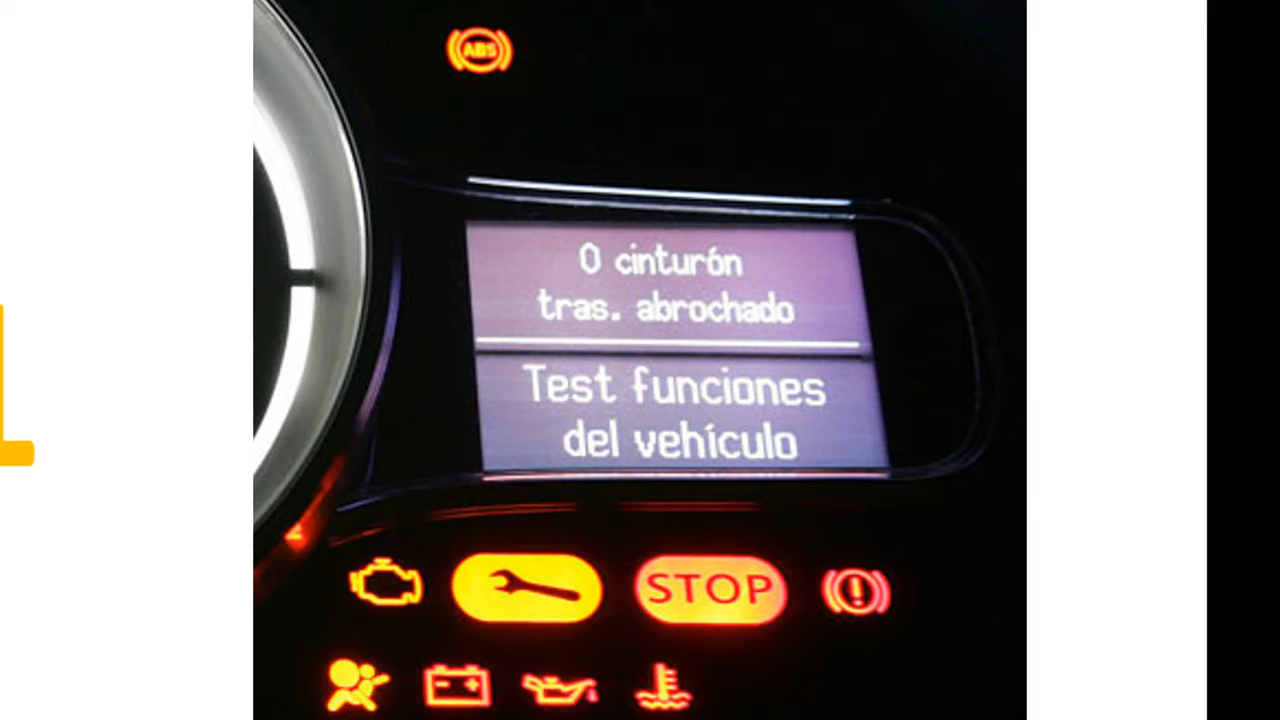 ABS
0 cinturón
tras. abrochado
Test funciones
del vehículo
STOP